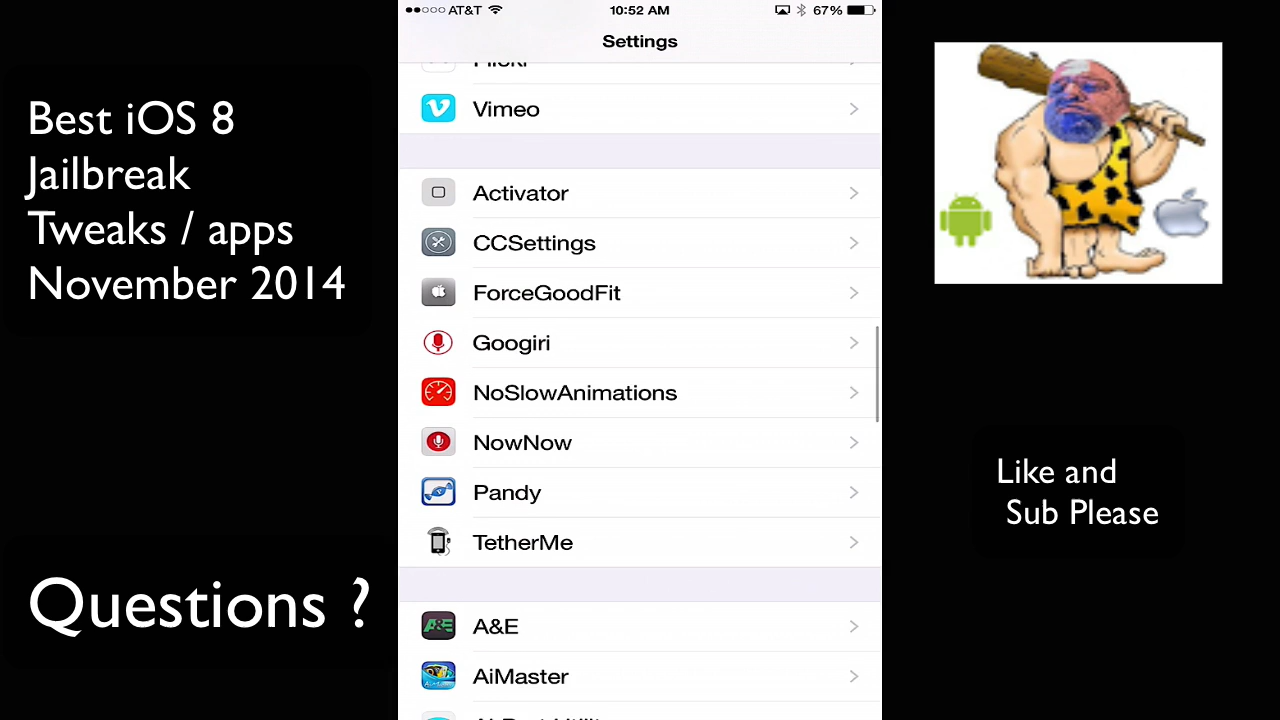 Best iOS 8
Jailbreak
Tweaks / apps
November 2014
Questions ?
AT&T
10:52 AM
67%
Settings
Vimeo
Activator
CCSettings
ForceGoodFit
Googiri
NoSlowAnimations
NowNow
Pandy
TetherMe
A&E
AiMaster
Like and
Sub Please